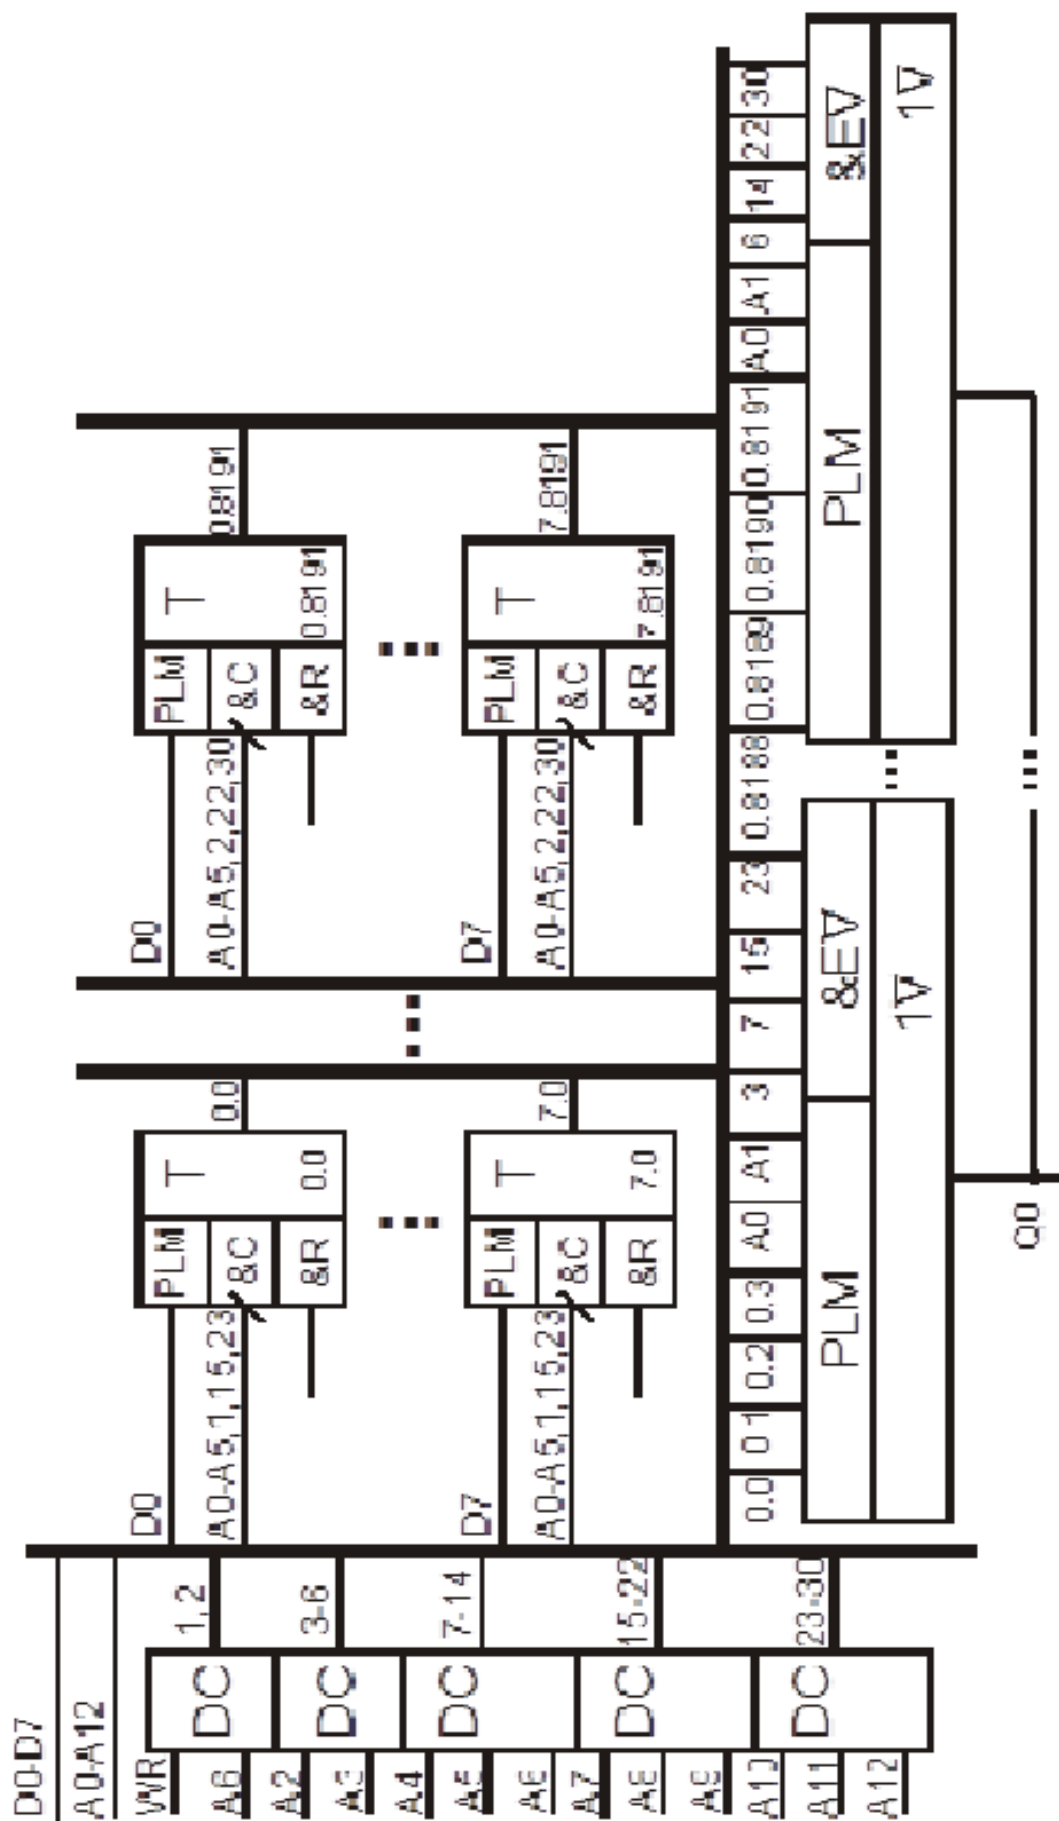 D0-D7
A0-A12
WR
A6
A2
A3
A4
A5
A6
A7
A8
A9
A10
A11
A12
DC
DC
DC
DC
DC
1,2
3-6
7-14
15-22
23-30
D0
A0-A5,1,15,23
PLM
&C
&R
T
0.0
0.0
D7
A0-A5,1,15,23
PLM
&C
&R
T
7.0
7.0
D0
A0-A5,2,22,30
PLM
&C
&R
T
0.8191
0.8191
D7
A0-A5,2,22,30
PLM
&C
&R
T
7.8191
7.8191
0.0 0 1 0.2 0.3 A0 A1 3 7 15 23 0.8188 0.8189 0.8190 0.8191 A0 A1 6 14 22 30
PLM &EV
1V
PLM &EV
1V
Q0